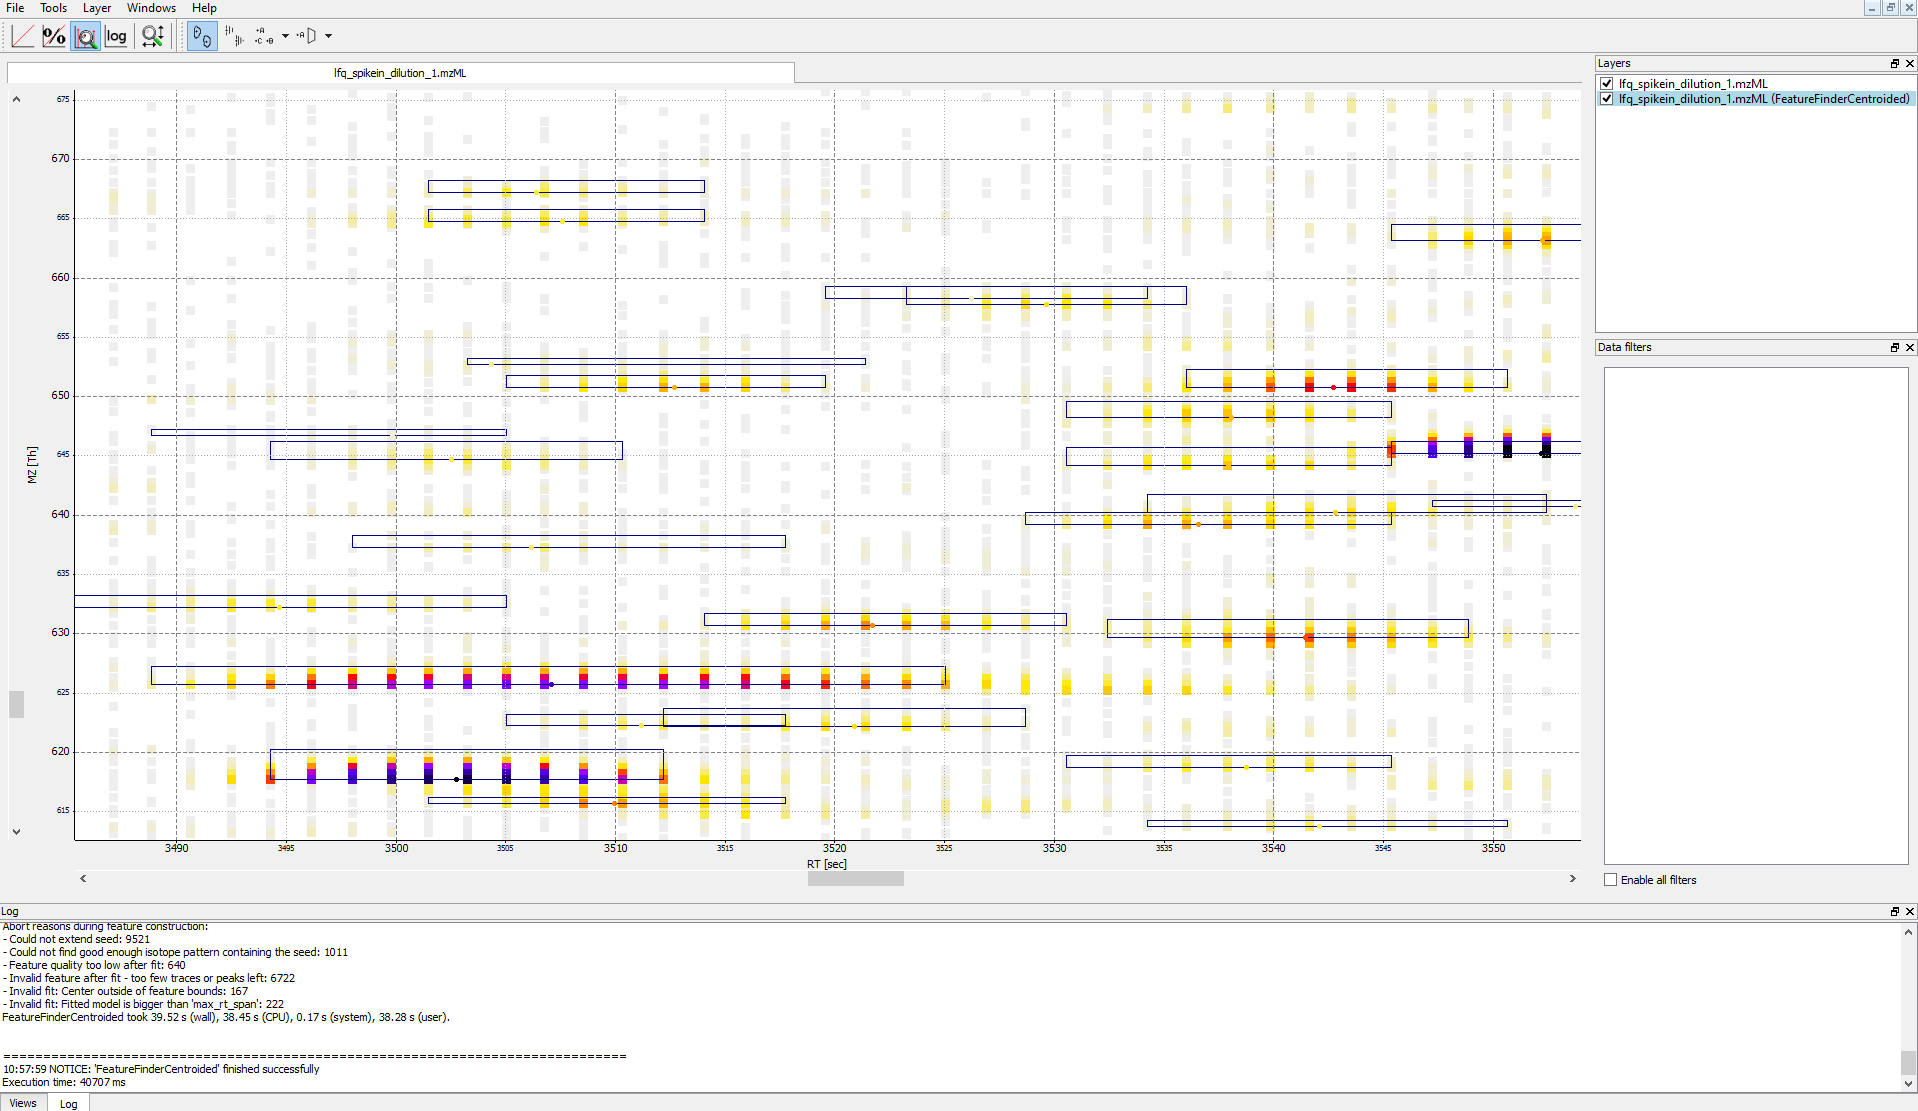 File Tools Layer Windows Help
% log
lfq_spikein_dilution_1.mzML
675
670
665
660
655
650
645
640
635
630
625
620
615
MZ [Th]
3490 3495 3500 3505 3510 3515 3520 3525 3530 3535 3540 3545 3550
RT [sec]
Layers
lfq_spikein_dilution_1.mzML
lfq_spikein_dilution_1.mzML (FeatureFinderCentroided)
Data filters
Enable all filters
Log
Abort reasons during feature construction:
- Could not extend seed: 9521
- Could not find good enough isotope pattern containing the seed: 1011
- Feature quality too low after fit: 640
- Invalid feature after fit - too few traces or peaks left: 6722
- Invalid fit: Center outside of feature bounds: 167
- Invalid fit: Fitted model is bigger than 'max_rt_span': 222
FeatureFinderCentroided took 39.52 s (wall), 38.45 s (CPU), 0.17 s (system), 38.28 s (user).
10:57:59 NOTICE: 'FeatureFinderCentroided' finished successfully
Execution time: 40707 ms
Views Log